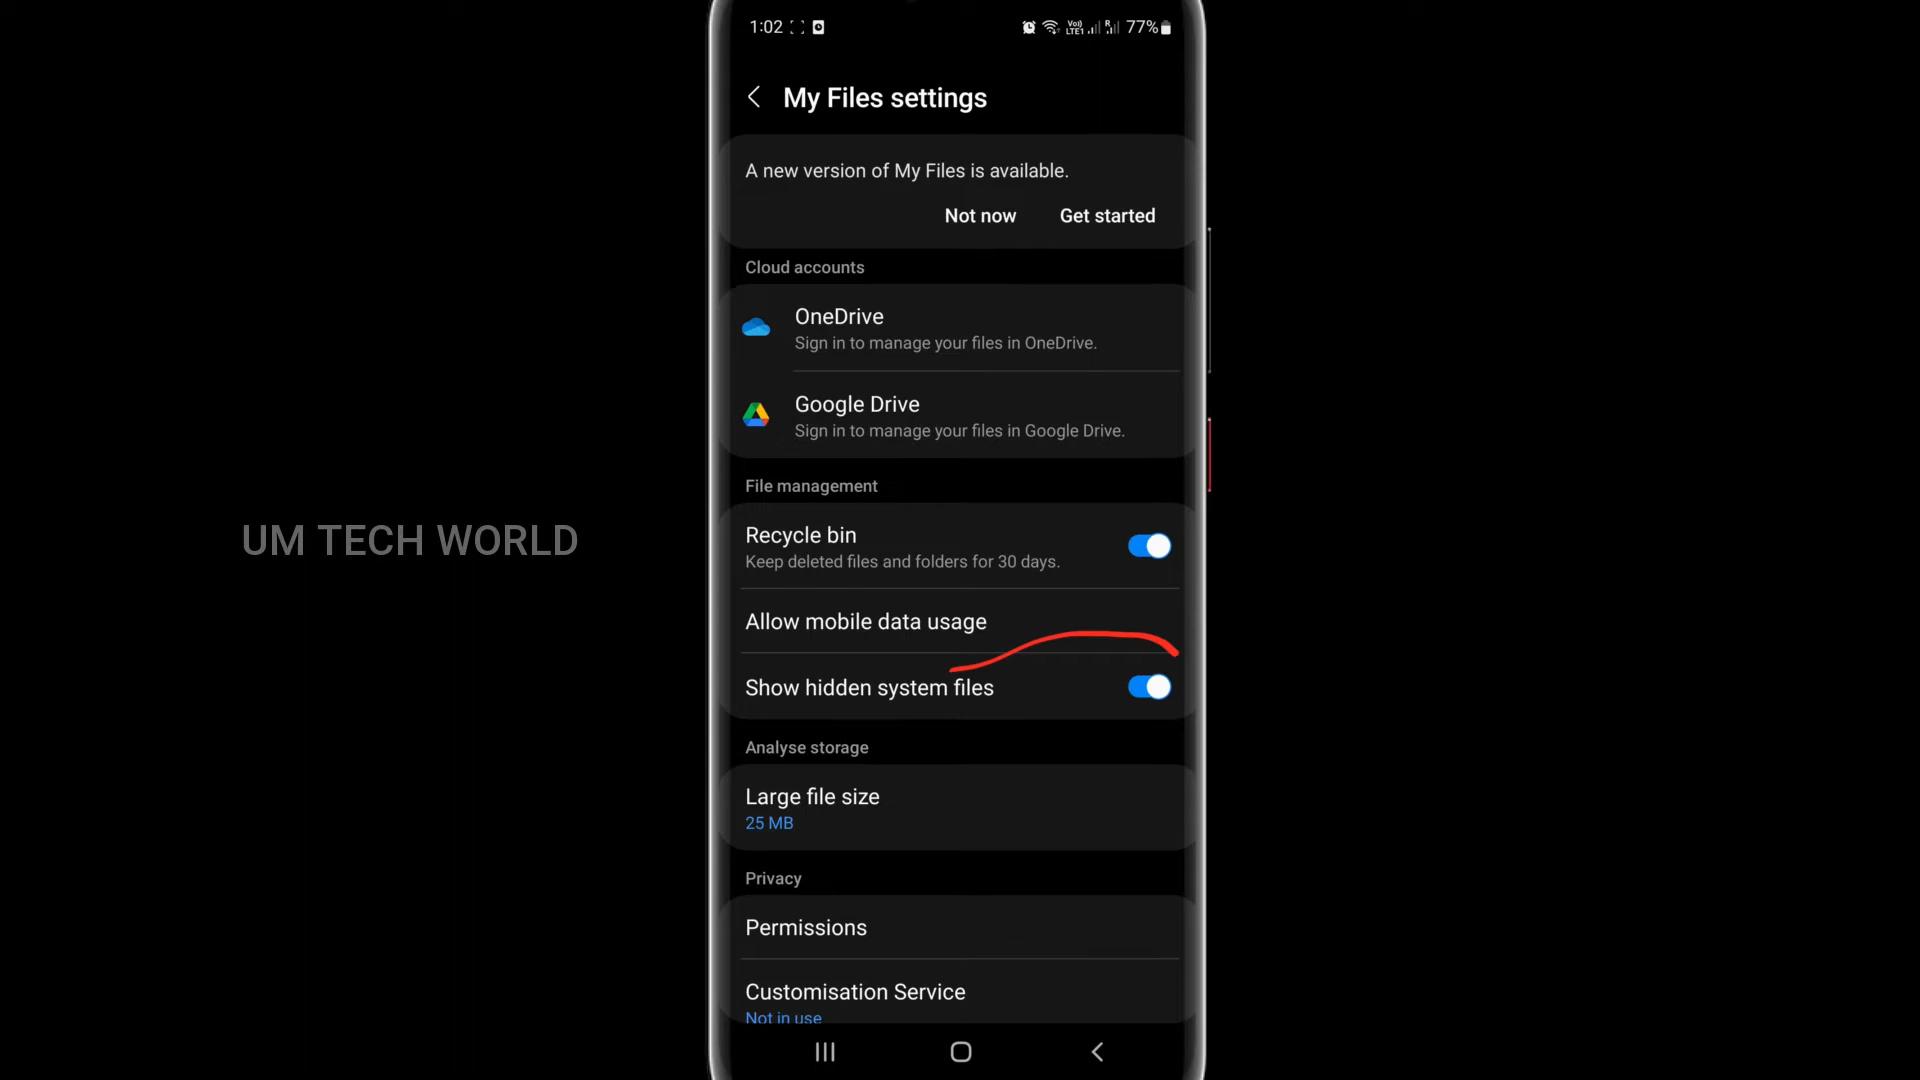 1:02
Vo))
LTE1
R
77%
My Files settings
A new version of My Files is available.
Not now
Get started
Cloud accounts
OneDrive
Sign in to manage your files in OneDrive.
Google Drive
Sign in to manage your files in Google Drive.
File management
Recycle bin
Keep deleted files and folders for 30 days.
Allow mobile data usage
Show hidden system files
Analyse storage
Large file size
25 MB
Privacy
Permissions
Customisation Service
Not in use
UM TECH WORLD